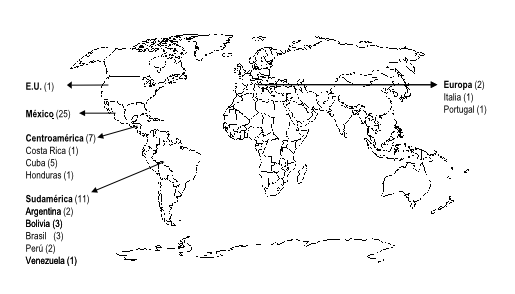 E.U. (1)
México (25)
Centroamérica (7)
Costa Rica (1)
Cuba (5)
Honduras (1)
Sudamérica (11)
Argentina (2)
Bolivia (3)
Brasil (3)
Perú (2)
Venezuela (1)
Europa (2)
Italia (1)
Portugal (1)